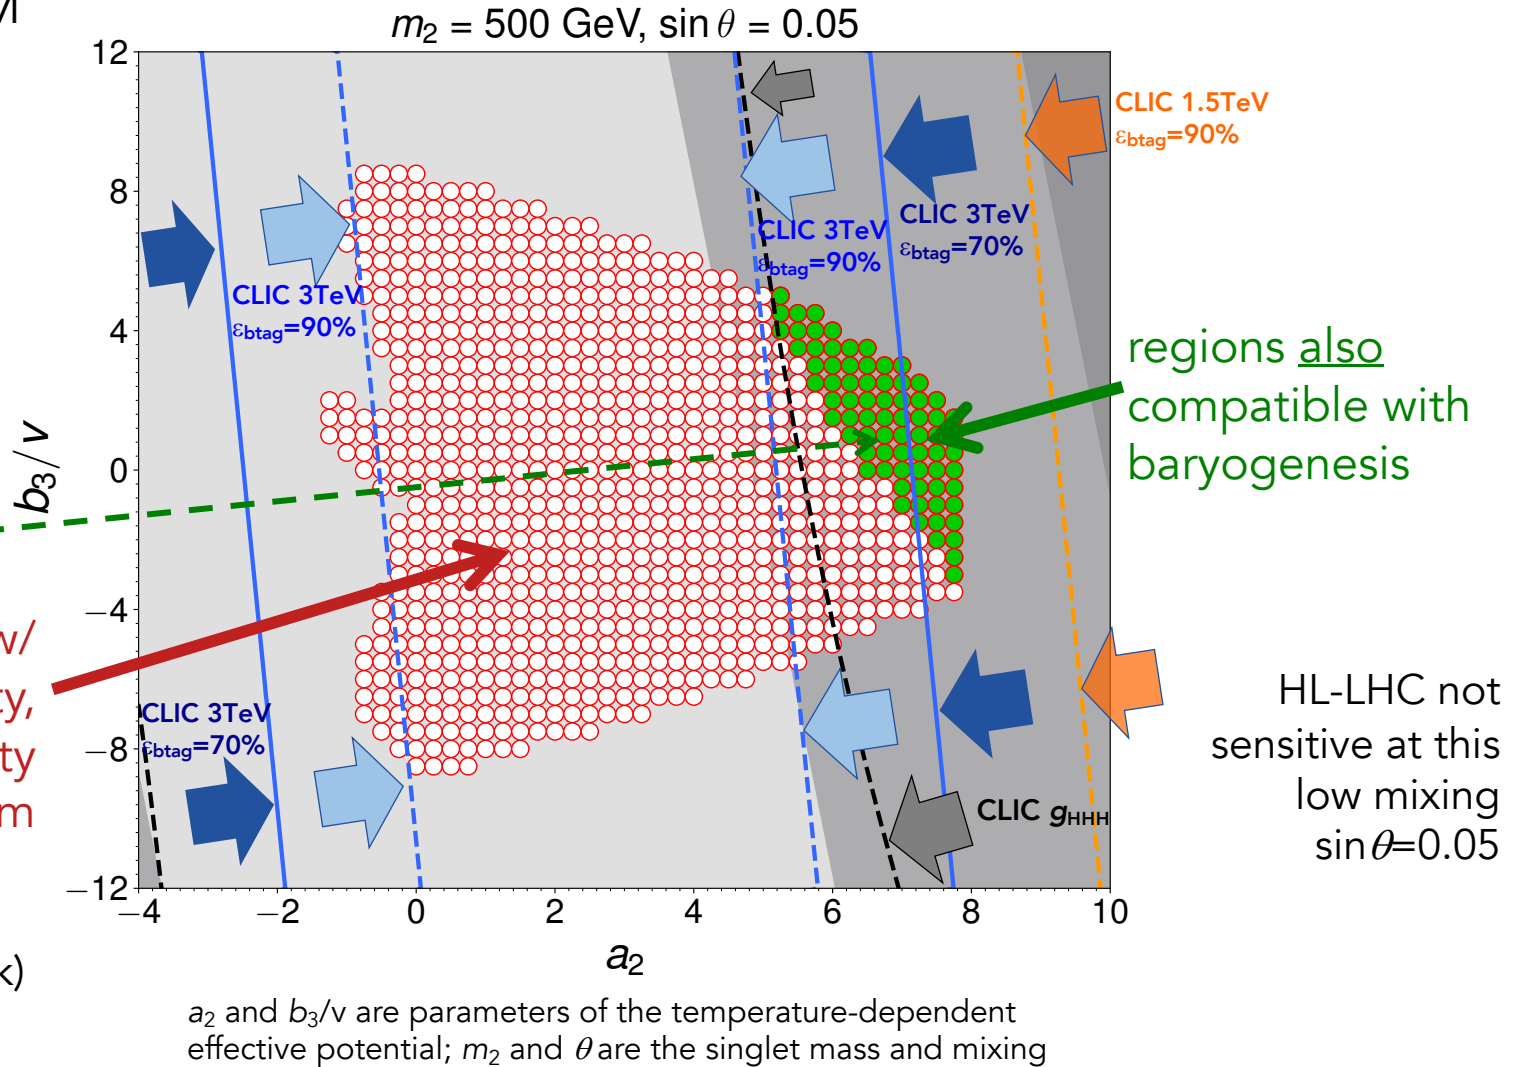 m₂ = 500 GeV, sin θ = 0.05
12
8
4
0
−4
−8
−12
−4
−2
0
2
4
6
8
10
b₃/v
a₂
CLIC 1.5TeV
εbtag=90%
CLIC 3TeV
εbtag=70%
CLIC 3TeV
εbtag=90%
CLIC 3TeV
εbtag=90%
regions also
compatible with
baryogenesis
w/
ty,
ty
m
CLIC 3TeV
εbtag=70%
CLIC gHHH
HL-LHC not
sensitive at this
low mixing
sinθ=0.05
k)
a₂ and b₃/v are parameters of the temperature-dependent
effective potential; m₂ and θ are the singlet mass and mixing